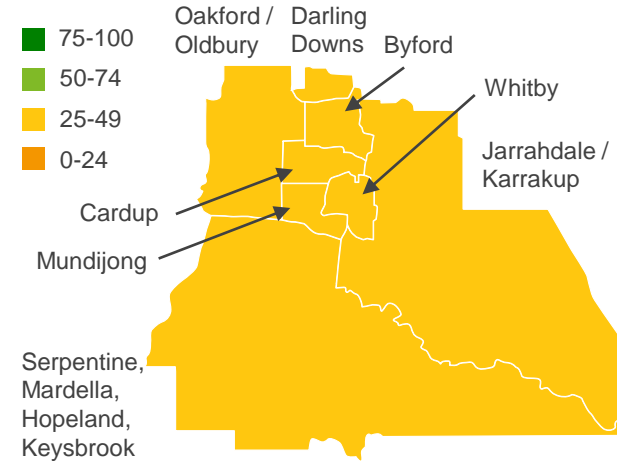 75-100
50-74
25-49
0-24
Oakford /
Oldbury
Darling
Downs
Byford
Whitby
Jarrahdale /
Karrakup
Cardup
Mundijong
Serpentine,
Mardella,
Hopeland,
Keysbrook